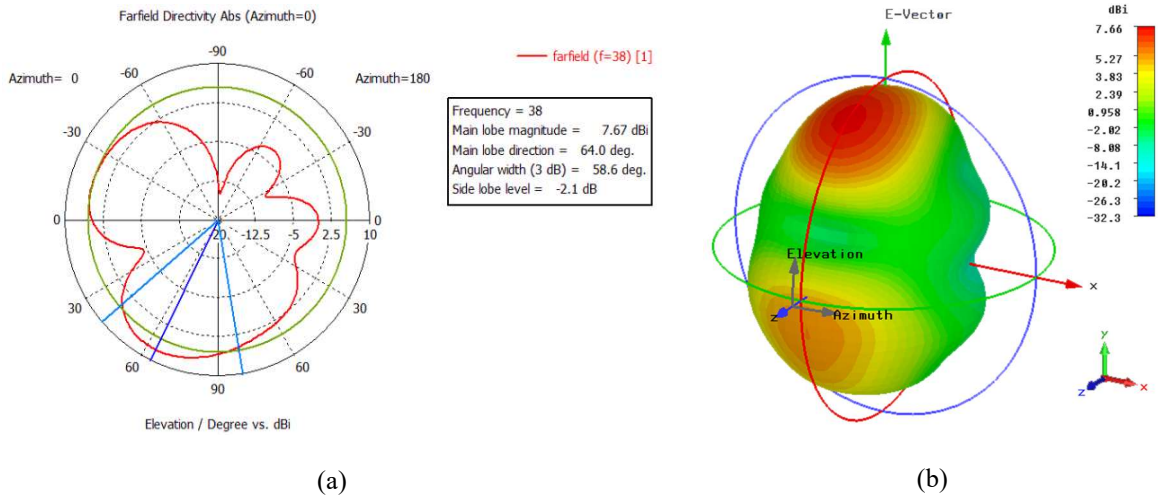 Farfield Directivity Abs (Azimuth=0)
-90
-60
-60
Azimuth= 0
Azimuth=180
-30
-30
0
0
-20
-12.5
-5
2.5
10
30
30
60
60
90
Elevation / Degree vs. dBi
farfield (f=38) [1]
Frequency = 38
Main lobe magnitude = 7.67 dBi
Main lobe direction = 64.0 deg.
Angular width (3 dB) = 58.6 deg.
Side lobe level = -2.1 dB
(a)
E-Vector
Elevation
Azimuth
z
x
y
z
x
dBi
7.66
5.27
3.83
2.39
0.958
-2.02
-8.08
-14.1
-20.2
-26.3
-32.3
(b)